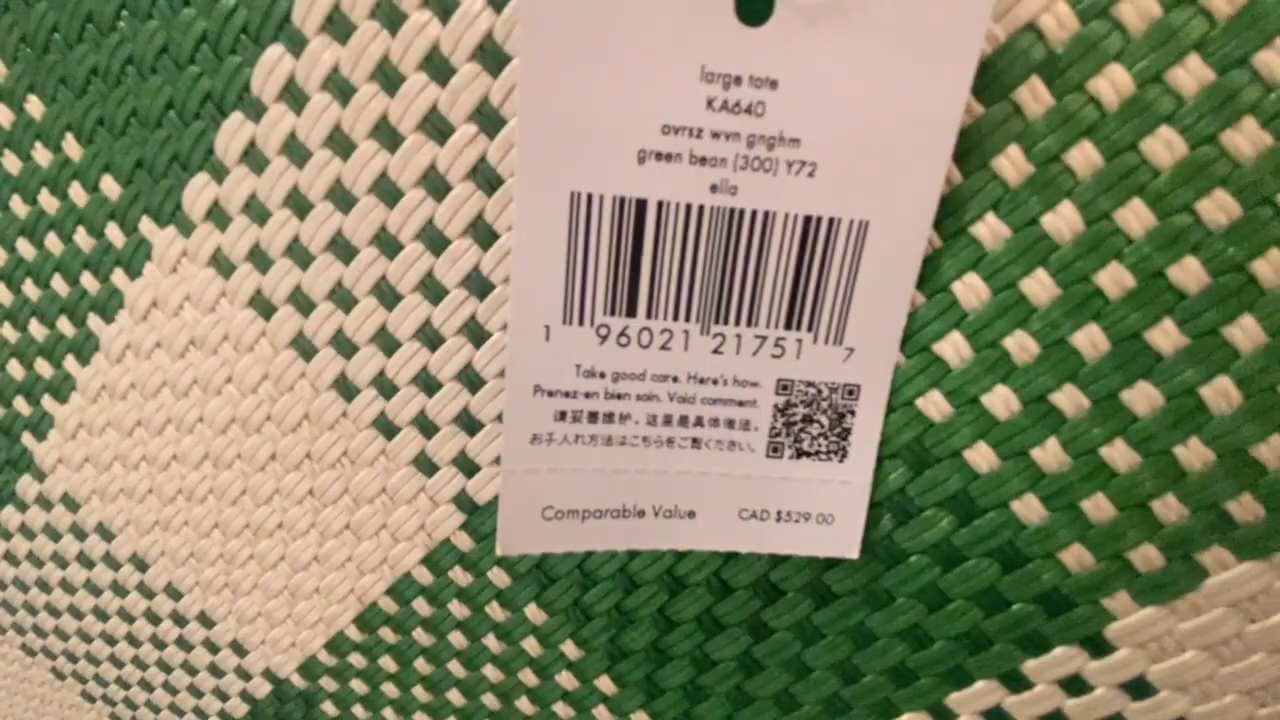 large tote
KA640
ovrsz wvn gnghm
green bean (300) Y72
ella
1 96021 21751 7
Take good care. Here's how.
Prenez-en bien soin. Voici comment.
请妥善维护。这里是具体做法。
お手入れ方法はこちらをご覧ください。
Comparable Value CAD $529.00